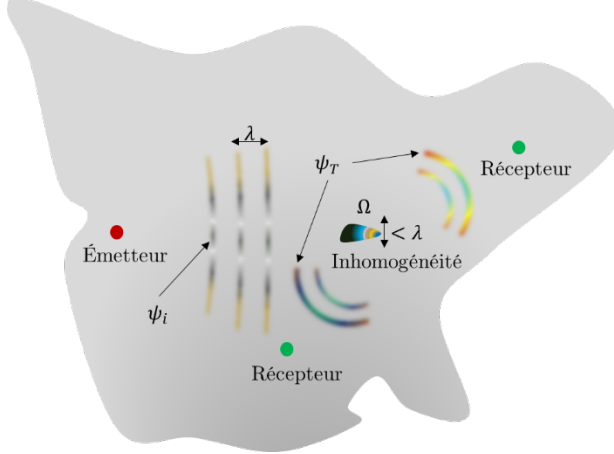 λ
ψ_T
Récepteur
Ω
< λ
Émetteur
Inhomogénéité
ψ_i
Récepteur